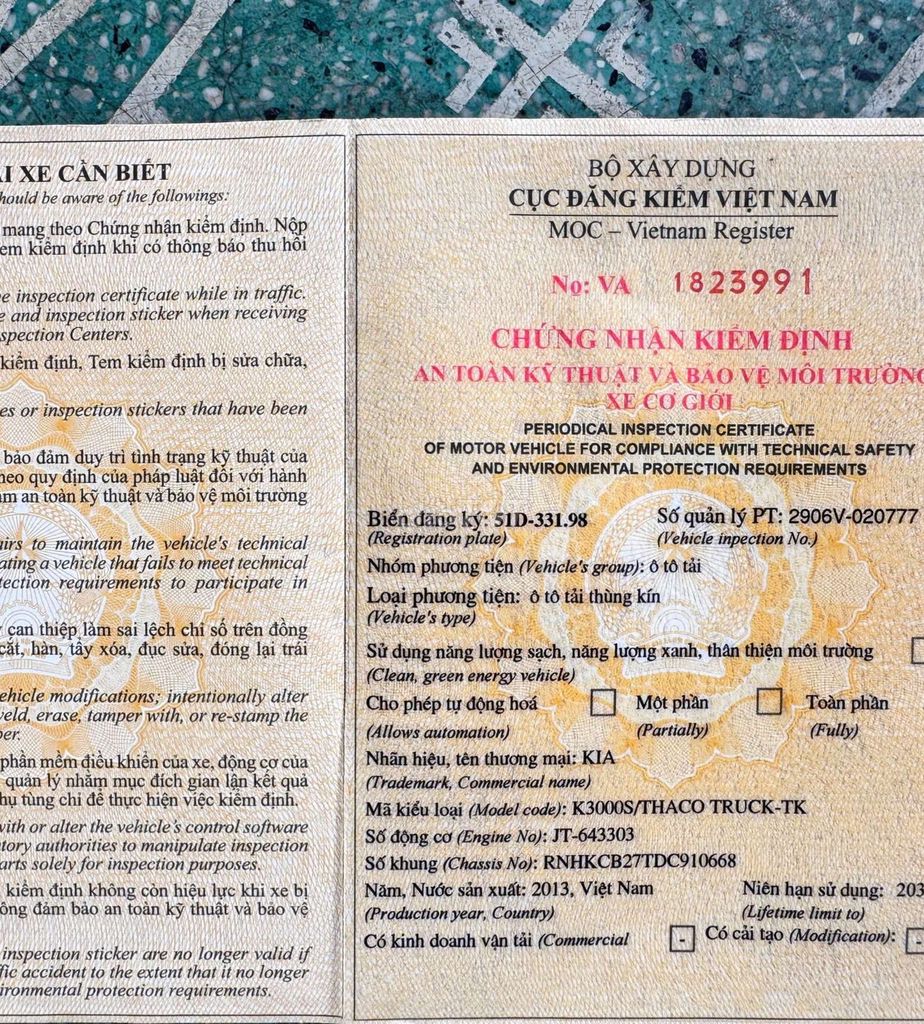 XE CẦN BIẾT
should be aware of the followings:
mang theo Chứng nhận kiểm định. Nộp
kiểm định khi có thông báo thu hồi
inspection certificate while in traffic.
and inspection sticker when receiving
Inspection Centers.
kiểm định, Tem kiểm định bị sửa chữa,
or inspection stickers that have been
bảo đảm duy trì tình trạng kỹ thuật của
theo quy định của pháp luật đối với hành
an toàn kỹ thuật và bảo vệ môi trường
to maintain the vehicle's technical
a vehicle that fails to meet technical
requirements to participate in
can thiệp làm sai lệch chỉ số trên đồng
cắt, hàn, tẩy xóa, đục sửa, đóng lại trái
vehicle modifications; intentionally alter
weld, erase, tamper with, or re-stamp the
phần mềm điều khiển của xe, động cơ của
quản lý nhằm mục đích gian lận kết quả
phụ tùng chỉ để thực hiện việc kiểm định.
with or alter the vehicle's control software
authorities to manipulate inspection
parts solely for inspection purposes.
kiểm định không còn hiệu lực khi xe bị
không đảm bảo an toàn kỹ thuật và bảo vệ
inspection sticker are no longer valid if
accident to the extent that it no longer
environmental protection requirements.
BỘ XÂY DỰNG
CỤC ĐĂNG KIỂM VIỆT NAM
MOC – Vietnam Register
No: VA 1823991
CHỨNG NHẬN KIỂM ĐỊNH
AN TOÀN KỸ THUẬT VÀ BẢO VỆ MÔI TRƯỜNG
XE CƠ GIỚI
PERIODICAL INSPECTION CERTIFICATE
OF MOTOR VEHICLE FOR COMPLIANCE WITH TECHNICAL SAFETY
AND ENVIRONMENTAL PROTECTION REQUIREMENTS
Biển đăng ký: 51D-331.98 Số quản lý PT: 2906V-020777
(Registration plate) (Vehicle inpection No.)
Nhóm phương tiện (Vehicle's group): ô tô tải
Loại phương tiện: ô tô tải thùng kín
(Vehicle's type)
Sử dụng năng lượng sạch, năng lượng xanh, thân thiện môi trường
(Clean, green energy vehicle)
Cho phép tự động hoá Một phần Toàn phần
(Allows automation) (Partially) (Fully)
Nhãn hiệu, tên thương mại: KIA
(Trademark, Commercial name)
Mã kiểu loại (Model code): K3000S/THACO TRUCK-TK
Số động cơ (Engine No): JT-643303
Số khung (Chassis No): RNHKCB27TDC910668
Năm, Nước sản xuất: 2013, Việt Nam Niên hạn sử dụng: 203
(Production year, Country) (Lifetime limit to)
Có kinh doanh vận tải (Commercial - Có cải tạo (Modification): -